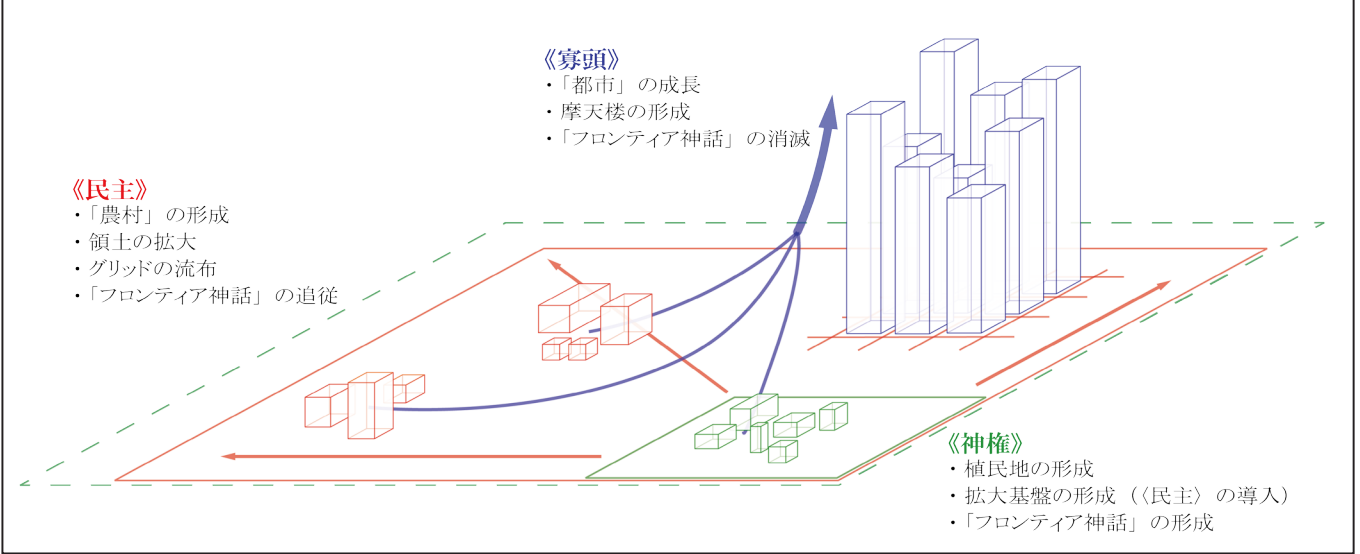 《寡頭》
・「都市」の成長
・摩天楼の形成
・「フロンティア神話」の消滅
《民主》
・「農村」の形成
・領土の拡大
・グリッドの流布
・「フロンティア神話」の追従
《神権》
・植民地の形成
・拡大基盤の形成（〈民主〉の導入）
・「フロンティア神話」の形成